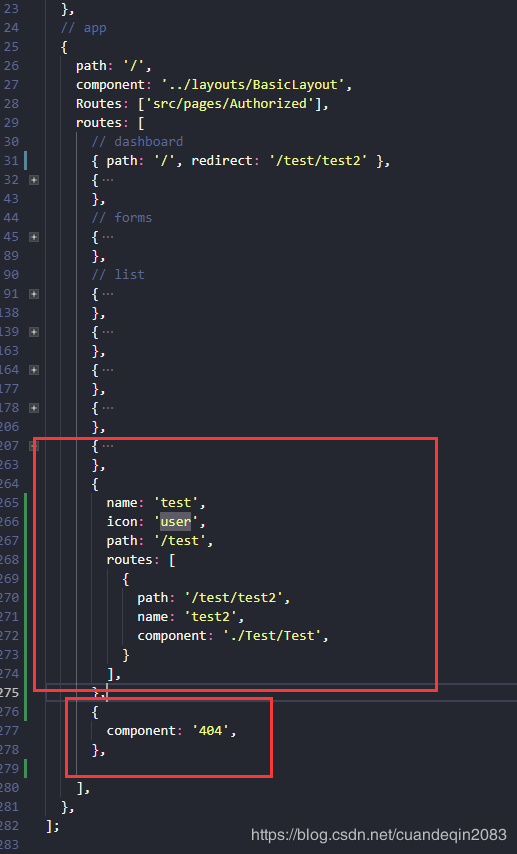 23 },
24 // app
25 {
26 path: '/',
27 component: '../layouts/BasicLayout',
28 Routes: ['src/pages/Authorized'],
29 routes: [
30 // dashboard
31 { path: '/', redirect: '/test/test2' },
32 {···
43 },
44 // forms
45 {···
89 },
90 // list
91 {···
138 },
139 {···
163 },
164 {···
177 },
178 {···
206 },
207 {···
263 },
264 {
265 name: 'test',
266 icon: 'user',
267 path: '/test',
268 routes: [
269 {
270 path: '/test/test2',
271 name: 'test2',
272 component: './Test/Test',
273 }
274 ],
275 },
276 {
277 component: '404',
278 },
279
280 ],
281 },
282 ];
283
https://blog.csdn.net/cuandeqin2083